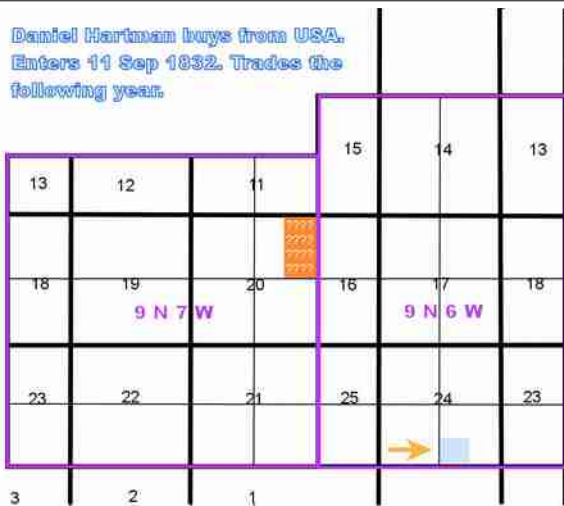 Daniel Hartman buys from USA.
Enters 11 Sep 1832. Trades the
following year.
15 14 13
13 12 11
????
????
????
????
18 19 20 16 17 18
9 N 7 W 9 N 6 W
23 22 21 25 24 23
3 2 1